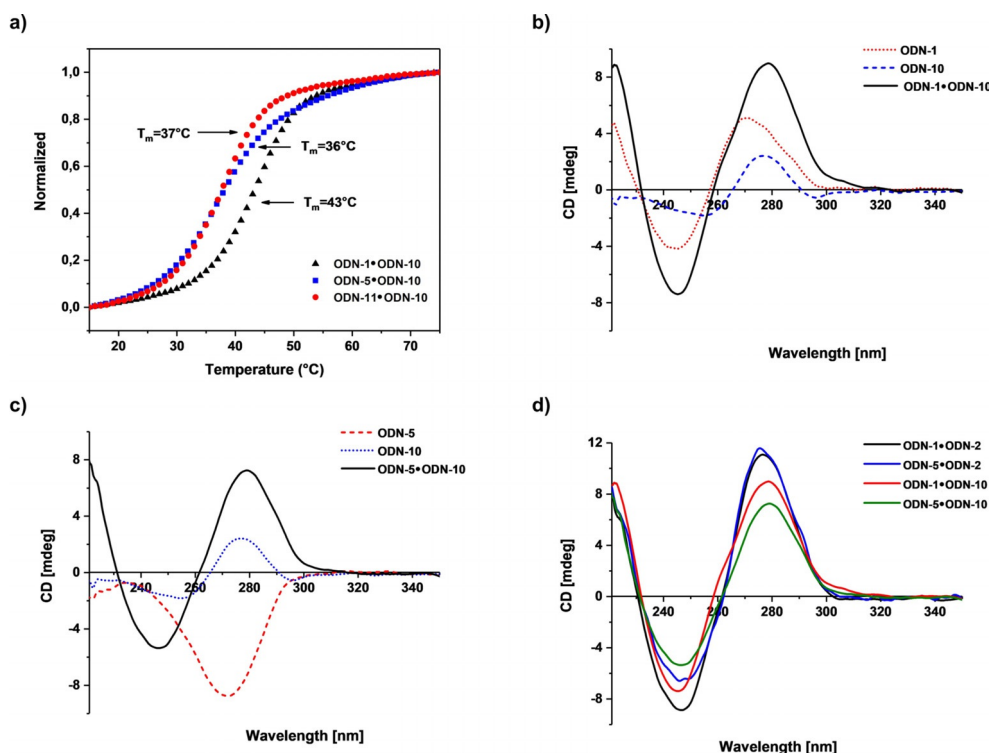 a)
Normalized
1,0
0,8
0,6
0,4
0,2
0,0
Tm=37°C
Tm=36°C
Tm=43°C
ODN-1•ODN-10
ODN-5•ODN-10
ODN-11•ODN-10
20 30 40 50 60 70
Temperature (°C)
b)
CD [mdeg]
8
4
0
-4
-8
240 260 280 300 320 340
ODN-1
ODN-10
ODN-1•ODN-10
Wavelength [nm]
c)
CD [mdeg]
8
4
0
-4
-8
240 260 280 300 320 340
ODN-5
ODN-10
ODN-5•ODN-10
Wavelength [nm]
d)
CD [mdeg]
12
8
4
0
-4
-8
240 260 280 300 320 340
ODN-1•ODN-2
ODN-5•ODN-2
ODN-1•ODN-10
ODN-5•ODN-10
Wavelength [nm]